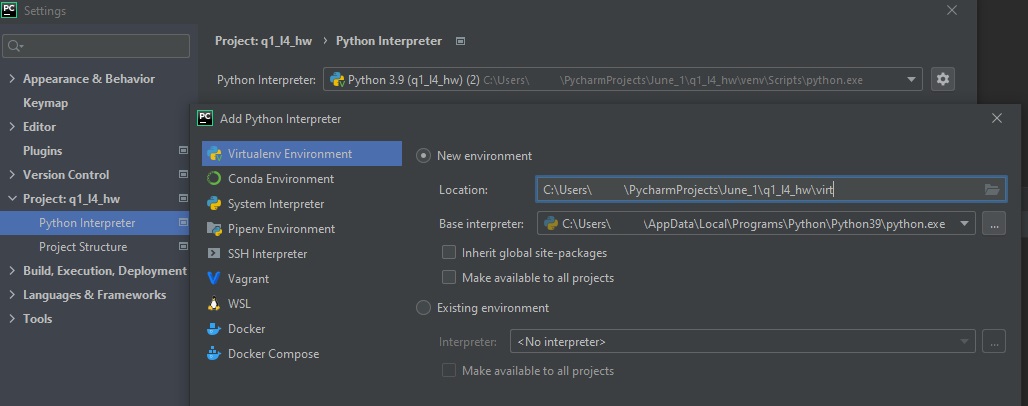 PC Settings
Project: q1_l4_hw > Python Interpreter
Python Interpreter: Python 3.9 (q1_l4_hw) (2) C:\Users\ \PycharmProjects\June_1\q1_l4_hw\venv\Scripts\python.exe
Appearance & Behavior
Keymap
Editor
Plugins
Version Control
Project: q1_l4_hw
Python Interpreter
Project Structure
Build, Execution, Deployment
Languages & Frameworks
Tools
PC Add Python Interpreter
Virtualenv Environment
Conda Environment
System Interpreter
Pipenv Environment
SSH Interpreter
Vagrant
WSL
Docker
Docker Compose
New environment
Location: C:\Users\ \PycharmProjects\June_1\q1_l4_hw\virt
Base interpreter: C:\Users\ \AppData\Local\Programs\Python\Python39\python.exe ...
Inherit global site-packages
Make available to all projects
Existing environment
Interpreter: <No interpreter> ...
Make available to all projects